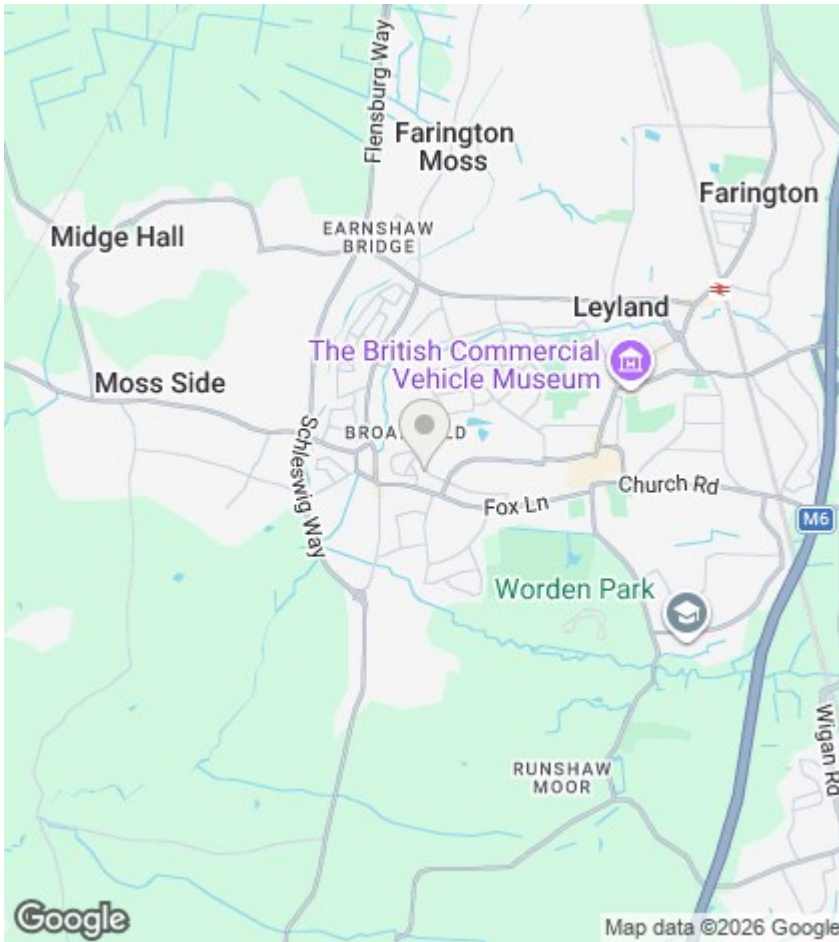 Flensburg Way
Farington
Moss
Farington
EARNSHAW
BRIDGE
Midge Hall
Leyland
The British Commercial
Vehicle Museum
Moss Side
Schleswig Way
Church Rd
Fox Ln
M6
Worden Park
Wigan Rd
RUNSHAW
MOOR
Google
Map data ©2026 Google